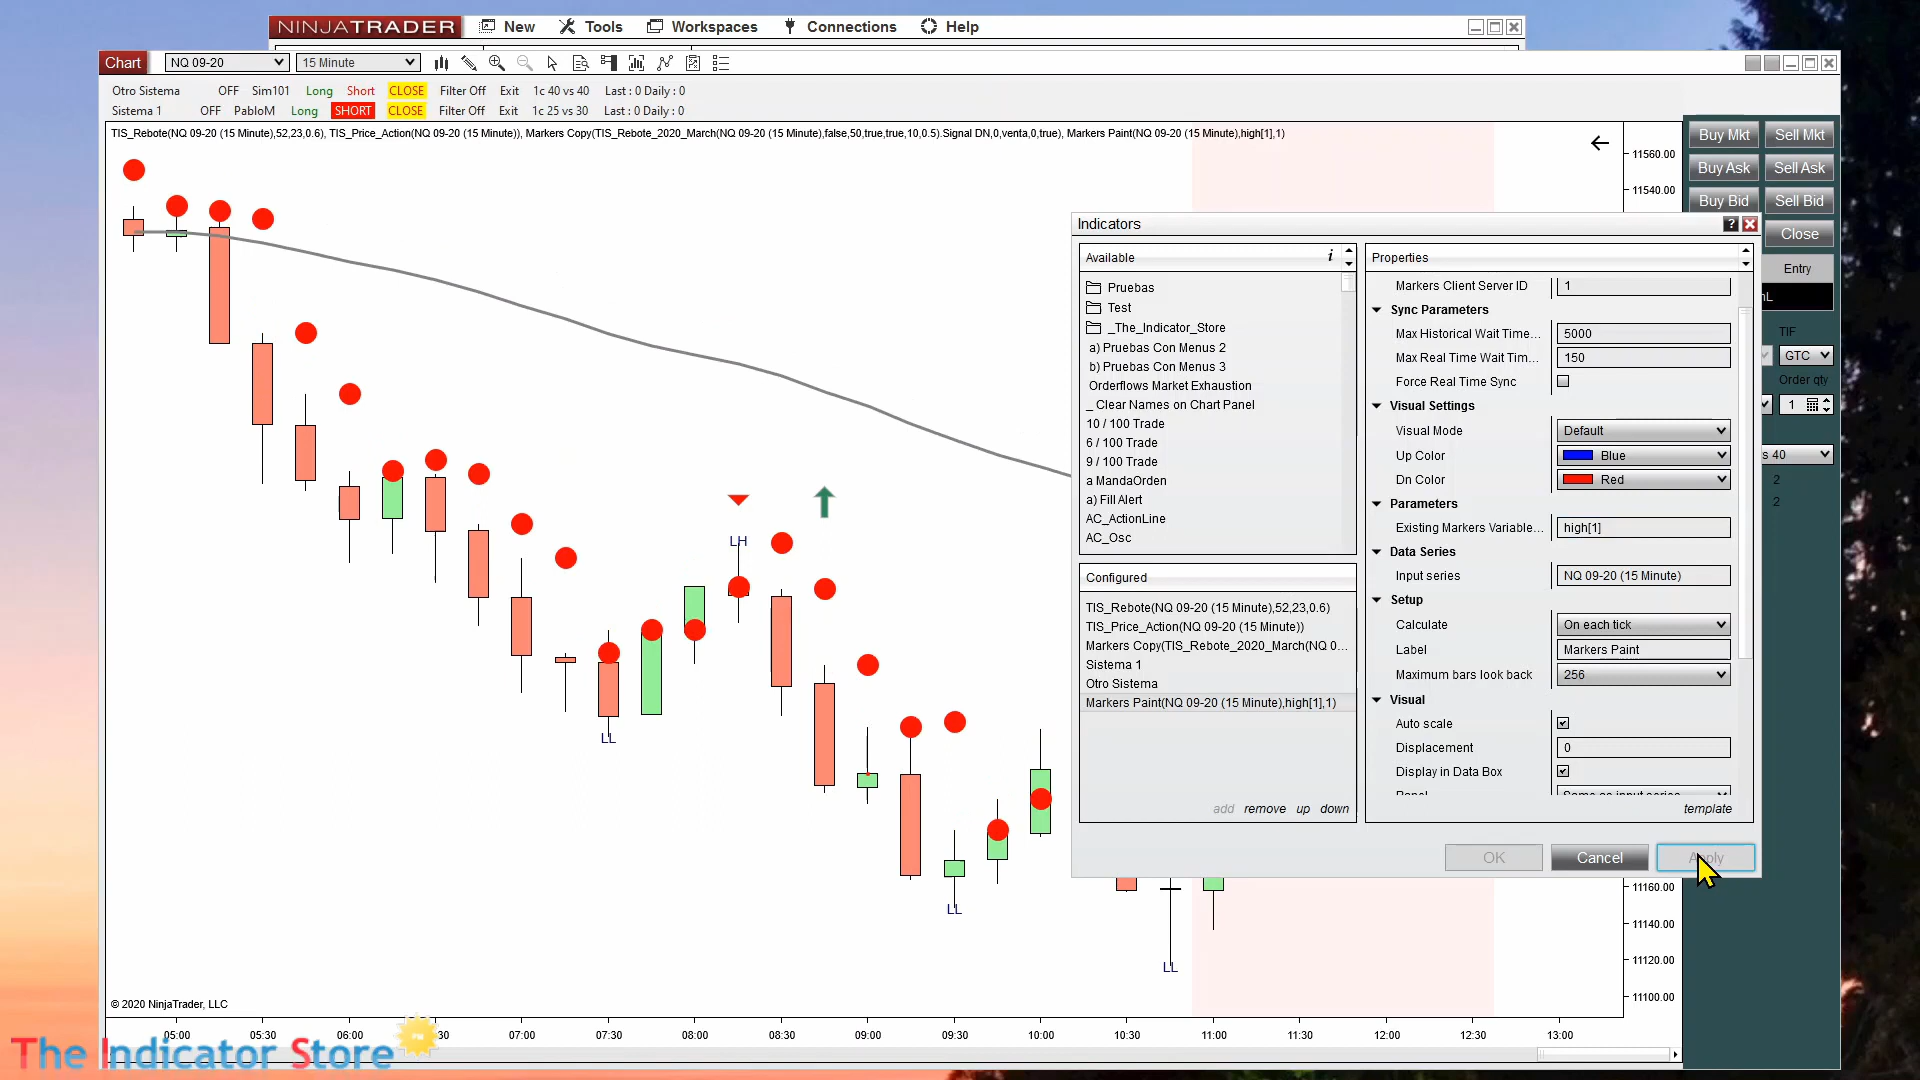 NINJATRADER New Tools Workspaces Connections Help
Chart NQ 09-20 15 Minute
Otro Sistema OFF Sim101 Long Short CLOSE Filter Off Exit 1c 40 vs 40 Last : 0 Daily : 0
Sistema 1 OFF PabloM Long SHORT CLOSE Filter Off Exit 1c 25 vs 30 Last : 0 Daily : 0
TIS_Rebote(NQ 09-20 (15 Minute),52,23,0.6), TIS_Price_Action(NQ 09-20 (15 Minute)), Markers Copy(TIS_Rebote_2020_March(NQ 09-20 (15 Minute),false,50,true,true,10,0.5).Signal DN,0,venta,0,true), Markers Paint(NQ 09-20 (15 Minute),high[1],1)
11560.00
11540.00
Buy Mkt Sell Mkt
Buy Ask Sell Ask
Buy Bid Sell Bid
Close
Entry
TIF
GTC
Order qty
1
s 40
2
2
Indicators
Available i
Pruebas
Test
_The_Indicator_Store
a) Pruebas Con Menus 2
b) Pruebas Con Menus 3
Orderflows Market Exhaustion
_ Clear Names on Chart Panel
10 / 100 Trade
6 / 100 Trade
9 / 100 Trade
a MandaOrden
a) Fill Alert
AC_ActionLine
AC_Osc
Configured
TIS_Rebote(NQ 09-20 (15 Minute),52,23,0.6)
TIS_Price_Action(NQ 09-20 (15 Minute))
Markers Copy(TIS_Rebote_2020_March(NQ 0...
Sistema 1
Otro Sistema
Markers Paint(NQ 09-20 (15 Minute),high[1],1)
add remove up down
Properties
Markers Client Server ID 1
Sync Parameters
Max Historical Wait Time... 5000
Max Real Time Wait Tim... 150
Force Real Time Sync
Visual Settings
Visual Mode Default
Up Color Blue
Dn Color Red
Parameters
Existing Markers Variable... high[1]
Data Series
Input series NQ 09-20 (15 Minute)
Setup
Calculate On each tick
Label Markers Paint
Maximum bars look back 256
Visual
Auto scale
Displacement 0
Display in Data Box
Panel Same as input series
template
OK Cancel Apply
LH
LL
LL
LL
11160.00
11140.00
11120.00
11100.00
© 2020 NinjaTrader, LLC
05:00 05:30 06:00 :30 07:00 07:30 08:00 08:30 09:00 09:30 10:00 10:30 11:00 11:30 12:00 12:30 13:00
The Indicator Store